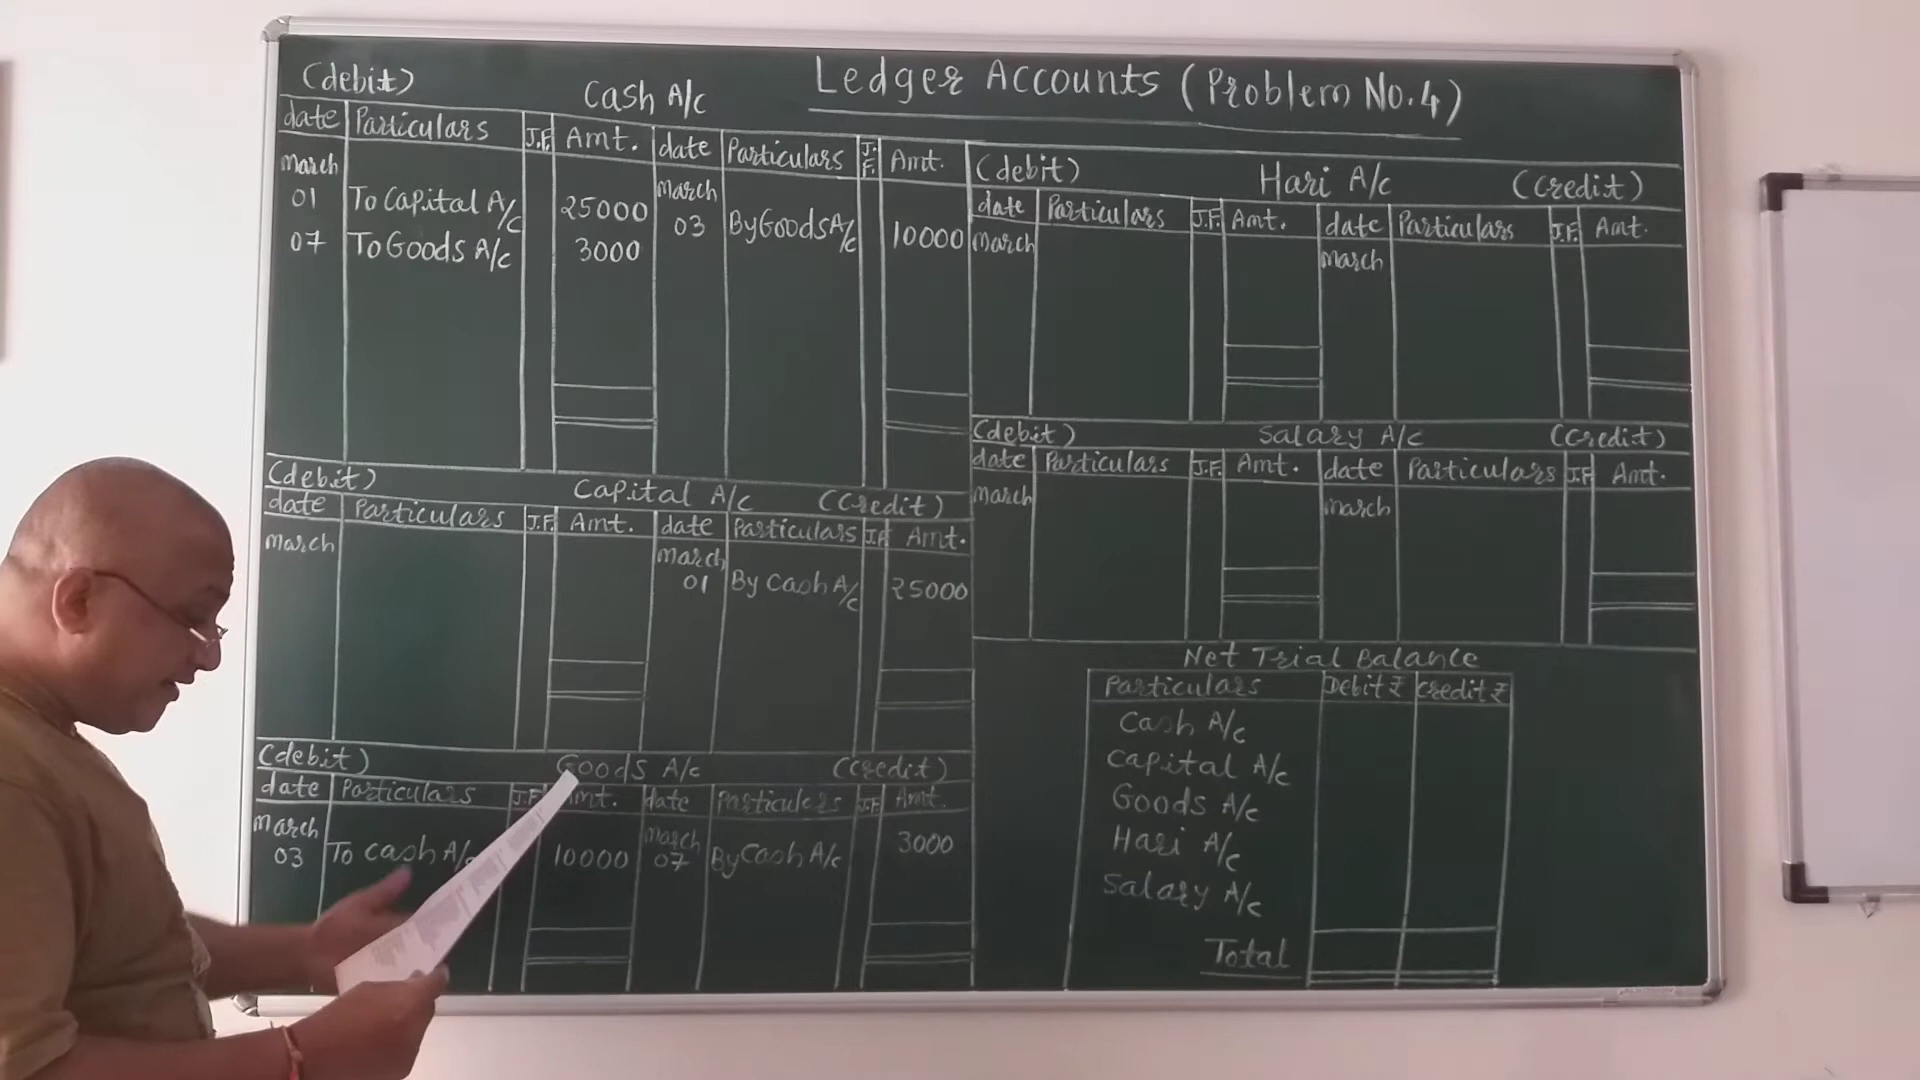 Ledger Accounts (Problem No.4)
(debit) Cash A/c
date Particulars J.F. Amt. date Particulars J.F. Amt.
march march
01 To Capital A/c 25000 03 By Goods A/c 10000
07 To Goods A/c 3000
(debit) Capital A/c (Credit)
date Particulars J.F. Amt. date Particulars J.F. Amt.
march march
01 By Cash A/c 25000
(debit) Goods A/c (Credit)
date Particulars J.F. Amt. date Particulars J.F. Amt.
march march
03 To cash A/c 10000 07 By Cash A/c 3000
(debit) Hari A/c (Credit)
date Particulars J.F. Amt. date Particulars J.F. Amt.
march march
(debit) Salary A/c (Credit)
date Particulars J.F. Amt. date Particulars J.F. Amt.
march march
Net Trial Balance
Particulars Debit ₹ credit ₹
Cash A/c
Capital A/c
Goods A/c
Hari A/c
Salary A/c
Total